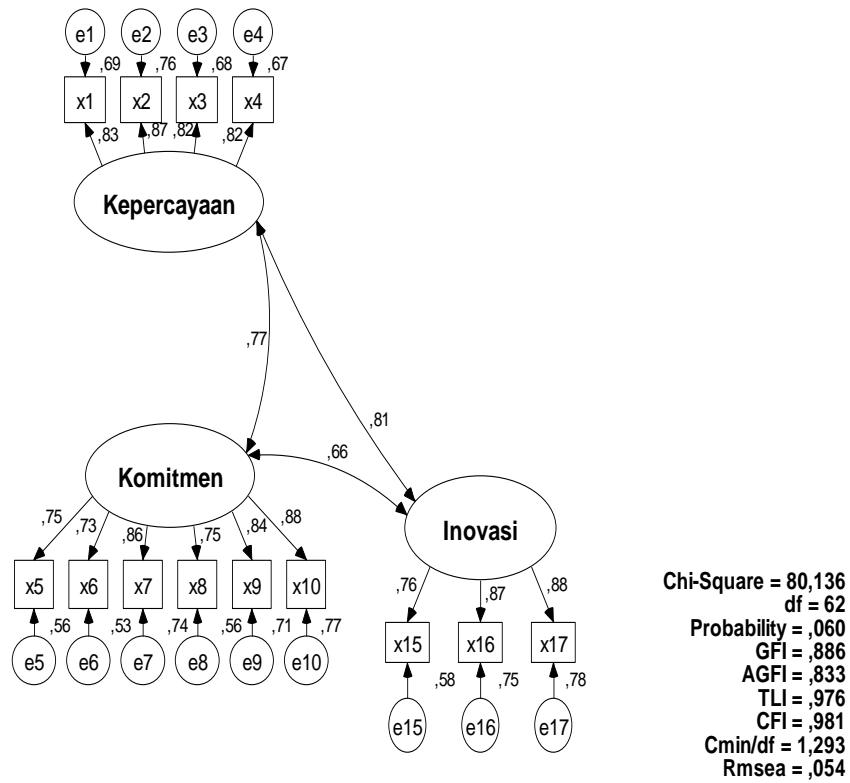 e1 e2 e3 e4
,69 ,76 ,68 ,67
x1 x2 x3 x4
,83 ,87 ,82 ,82
Kepercayaan
,77
,81
,66
Komitmen
Inovasi
,75 ,73 ,86 ,75 ,84 ,88
x5 x6 x7 x8 x9 x10
,56 ,53 ,74 ,56 ,71 ,77
e5 e6 e7 e8 e9 e10
,76 ,87 ,88
x15 x16 x17
,58 ,75 ,78
e15 e16 e17
Chi-Square = 80,136
df = 62
Probability = ,060
GFI = ,886
AGFI = ,833
TLI = ,976
CFI = ,981
Cmin/df = 1,293
Rmsea = ,054